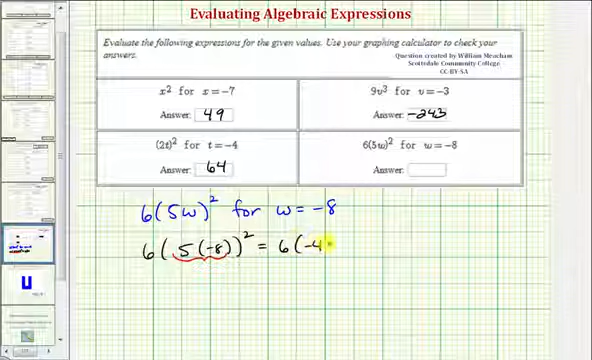 Evaluating Algebraic Expressions
Evaluate the following expressions for the given values. Use your graphing calculator to check your
answers.
Question created by William Meacham
Scottsdale Community College
CC-BY-SA
x² for x = −7
Answer: 49
9v³ for v = −3
Answer: -243
(2t)² for t = −4
Answer: 64
6(5w)² for w = −8
Answer:
6(5w)² for w = -8
6(5(-8))² = 6(-4